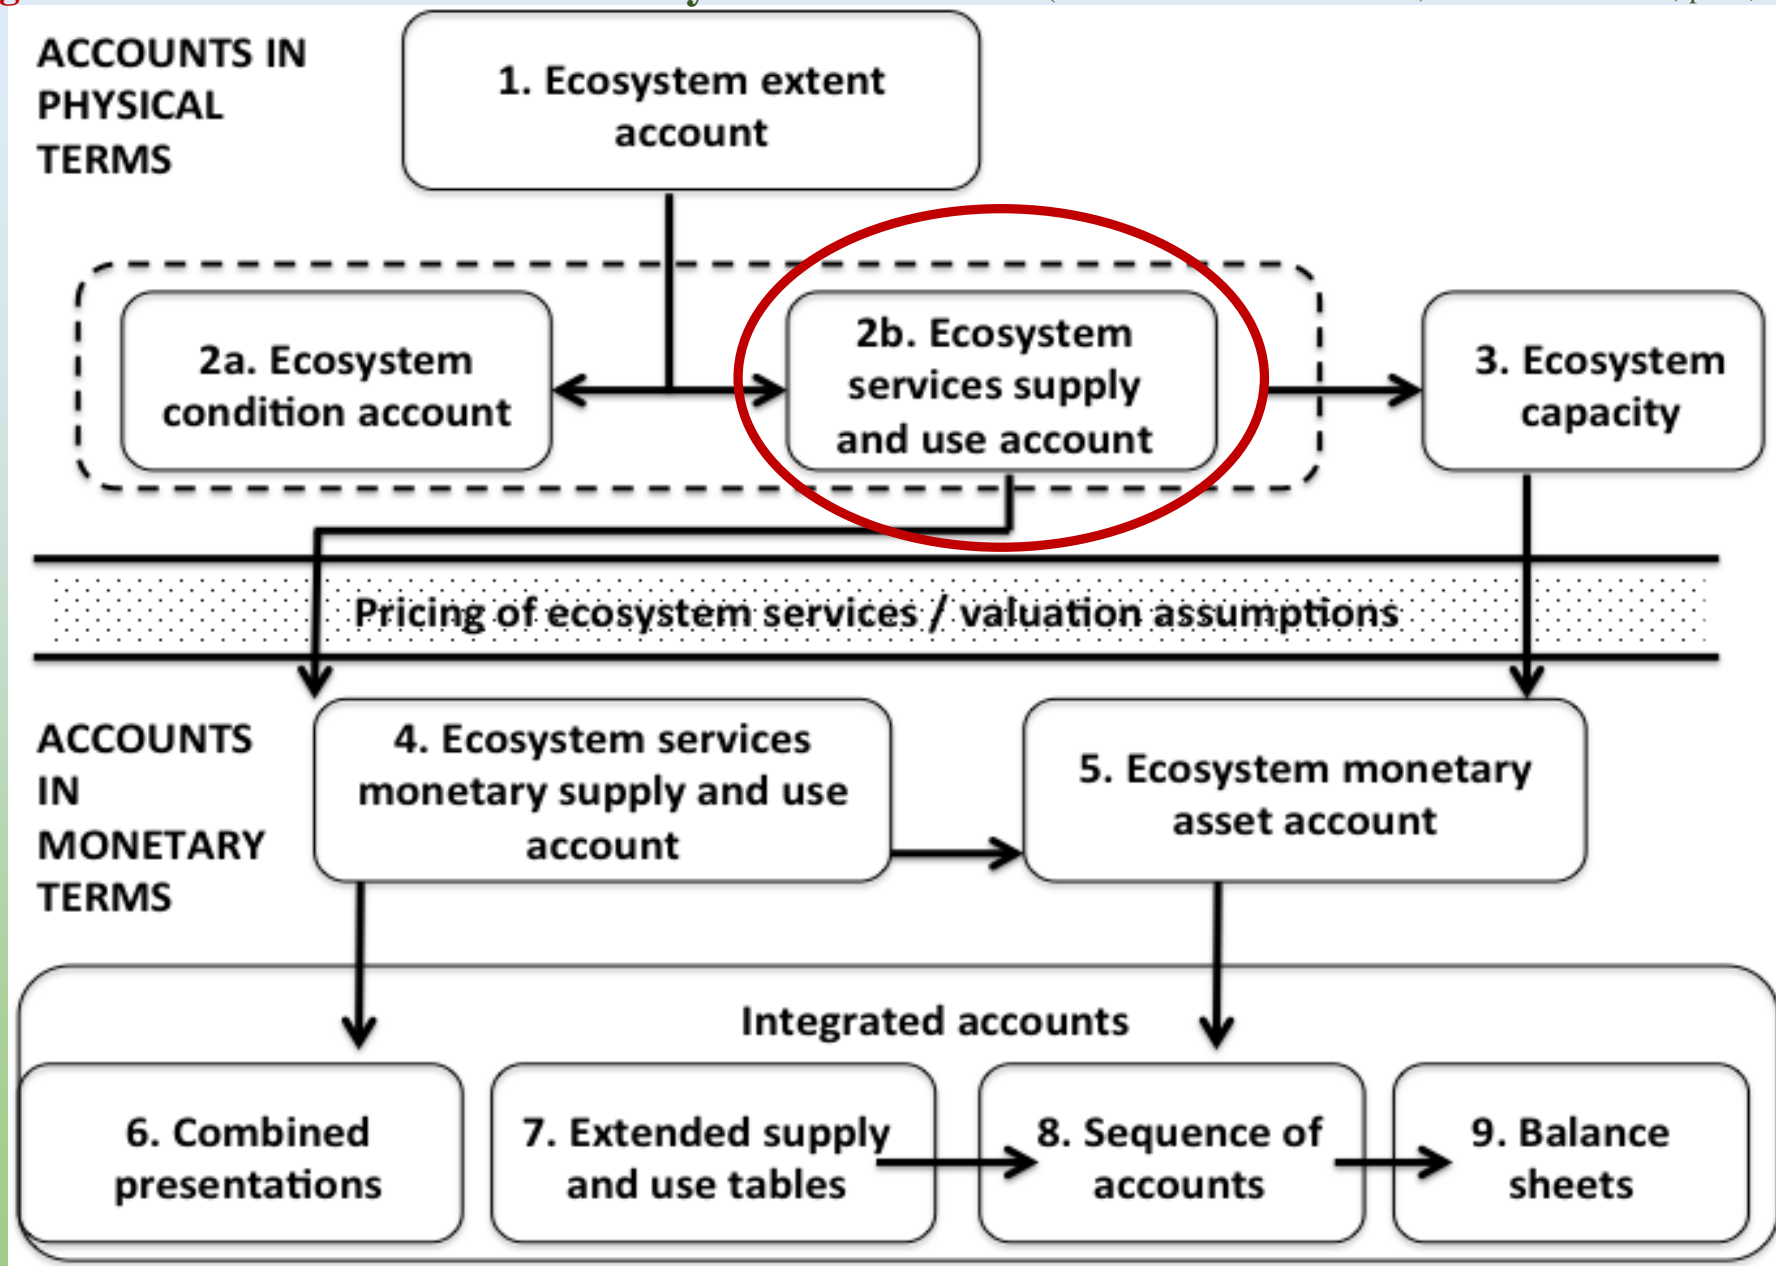 ACCOUNTS IN
PHYSICAL
TERMS
1. Ecosystem extent
account
2a. Ecosystem
condition account
2b. Ecosystem
services supply
and use account
3. Ecosystem
capacity
Pricing of ecosystem services / valuation assumptions
ACCOUNTS
IN
MONETARY
TERMS
4. Ecosystem services
monetary supply and use
account
5. Ecosystem monetary
asset account
Integrated accounts
6. Combined
presentations
7. Extended supply
and use tables
8. Sequence of
accounts
9. Balance
sheets